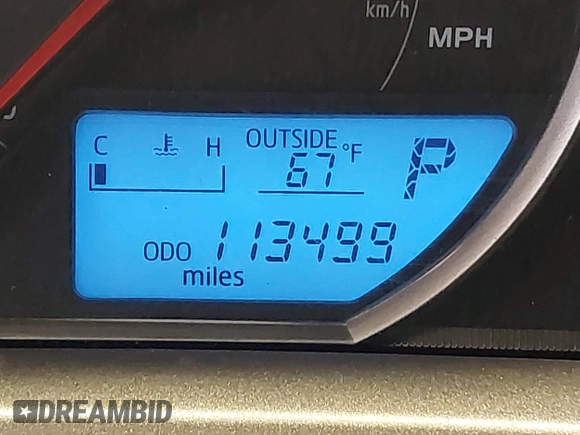 km/h
MPH
C H OUTSIDE
67 °F P
ODO 113499
miles
DREAMBID